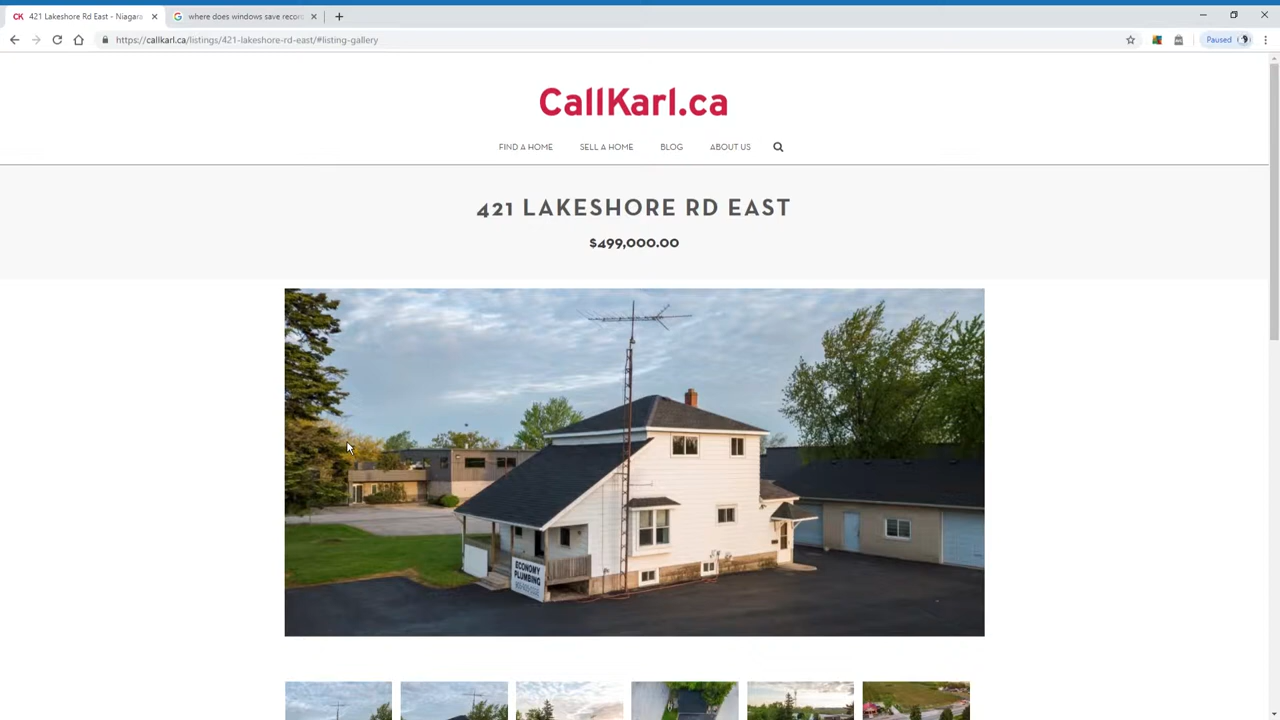 CK 421 Lakeshore Rd East - Niagara
where does windows save recor
https://callkarl.ca/listings/421-lakeshore-rd-east/#listing-gallery
Paused
CallKarl.ca
FIND A HOME SELL A HOME BLOG ABOUT US
421 LAKESHORE RD EAST
$499,000.00
ECONOMY
PLUMBING